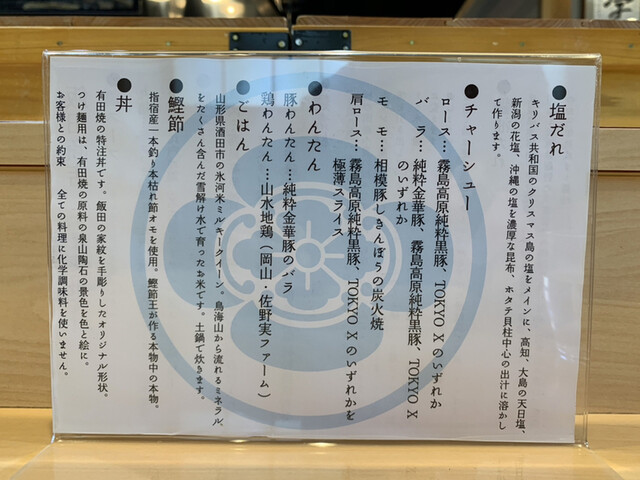 ●塩だれ
キリバス共和国のクリスマス島の塩をメインに、高知、大島の天日塩、
新潟の花塩、沖縄の塩を濃厚な昆布、ホタテ貝柱中心の出汁に溶かし
て作ります。
●チャーシュー
ロース…霧島高原純粋黒豚、TOKYO Xのいずれか
バ　ラ…純粋金華豚、霧島高原純粋黒豚、TOKYO X
のいずれか
モ　モ…相模豚しきんぼうの炭火焼
肩ロース…霧島高原純粋黒豚、TOKYO Xのいずれかを
極薄スライス
●わんたん
豚わんたん…純粋金華豚のバラ
鶏わんたん…山水地鶏（岡山・佐野実ファーム）
●ごはん
山形県酒田市の氷河米ミルキークイーン。鳥海山から流れるミネラル
をたくさん含んだ雪解け水で育ったお米です。土鍋で炊きます。
●鰹節
指宿産一本釣り本枯れ節オモを使用。鰹節王が作る本物中の本物。
●丼
有田焼の特注丼です。飯田の家紋を手彫りしたオリジナル形状。
つけ麺用は、有田焼の原料の泉山陶石の景色を色と絵に。
お客様との約束　全ての料理に化学調味料を使いません。